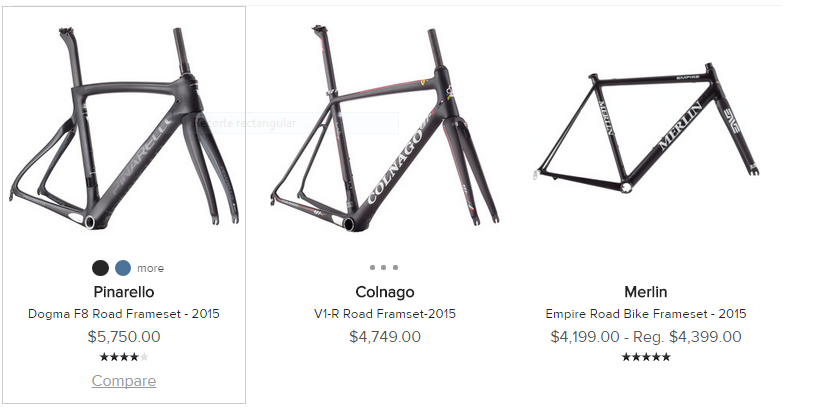 PINARELLO
COLNAGO
EMPIRE
MERLIN
MERLIN
ENVE
recorte rectangular
more
Pinarello
Dogma F8 Road Frameset - 2015
$5,750.00
Compare
Colnago
V1-R Road Framset-2015
$4,749.00
Merlin
Empire Road Bike Frameset - 2015
$4,199.00 - Reg. $4,399.00